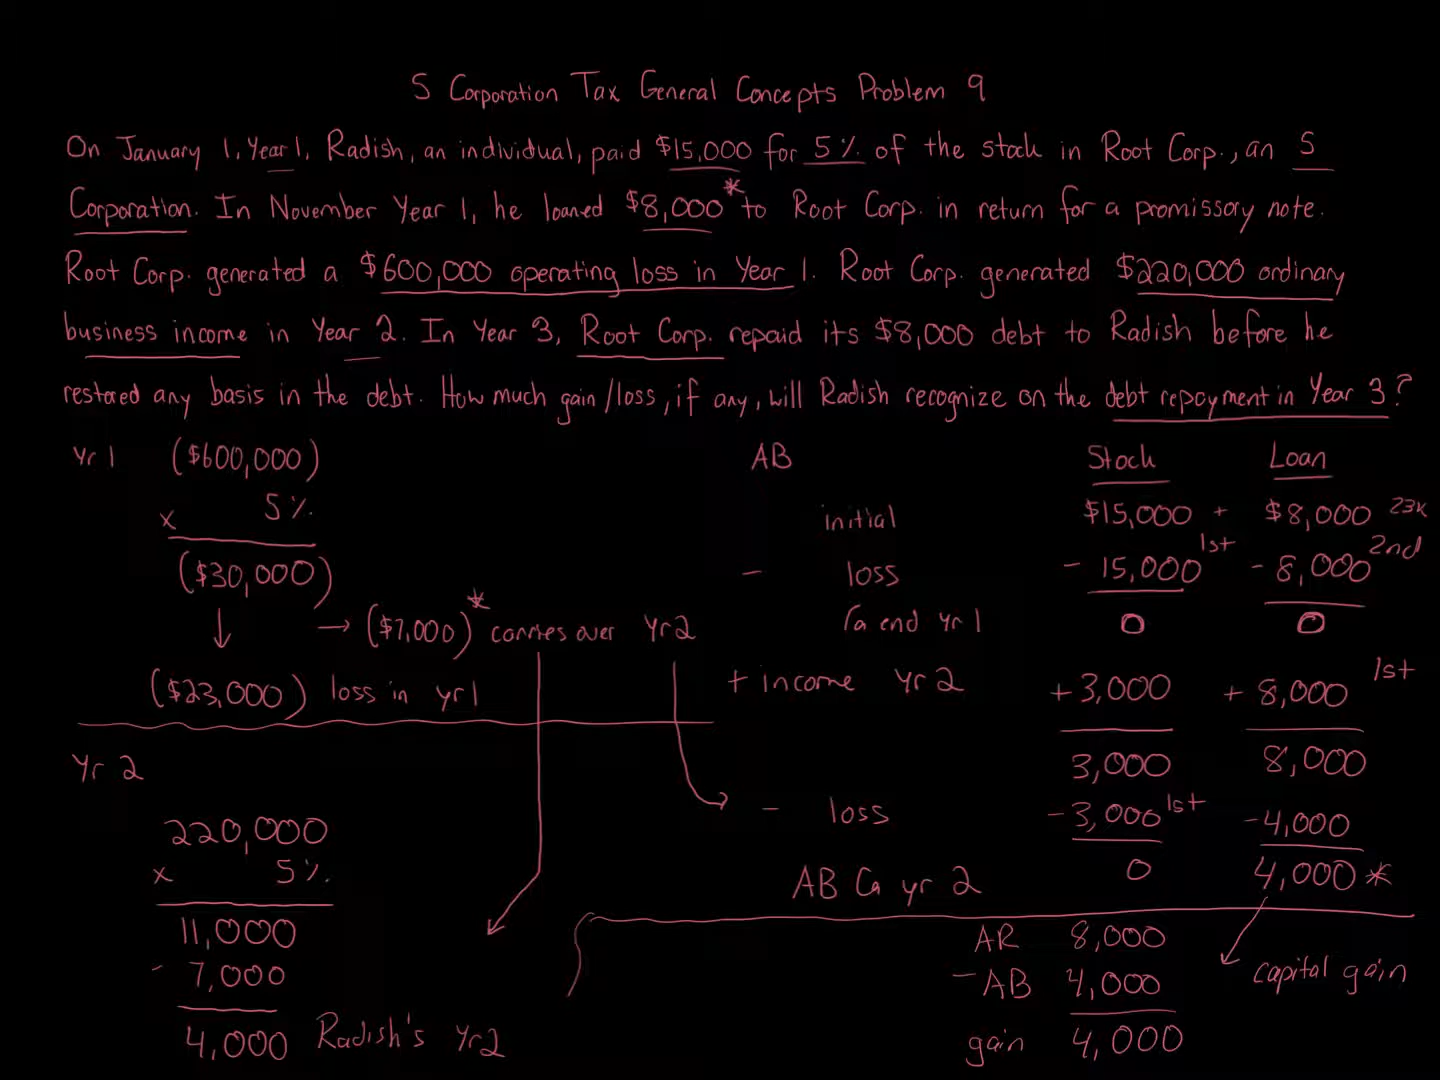 S Corporation Tax General Concepts Problem 9
On January 1, Year 1, Radish, an individual, paid $15,000 for 5% of the stock in Root Corp., an S
Corporation. In November Year 1, he loaned $8,000* to Root Corp. in return for a promissory note.
Root Corp. generated a $600,000 operating loss in Year 1. Root Corp. generated $220,000 ordinary
business income in Year 2. In Year 3, Root Corp. repaid its $8,000 debt to Radish before he
restored any basis in the debt. How much gain/loss, if any, will Radish recognize on the debt repayment in Year 3?
Yr 1 ($600,000)
x 5%
($30,000)
→ ($7,000)* carries over yr 2
($23,000) loss in yr 1
Yr 2
220,000
x 5%
11,000
- 7,000
4,000 Radish's Yr 2
AB Stock Loan
initial $15,000 + $8,000 23K
- loss - 15,000 1st - 8,000 2nd
@ end yr 1 0 0
+ income yr 2 + 3,000 + 8,000 1st
3,000 8,000
- loss - 3,000 1st - 4,000
AB @ yr 2 0 4,000 *
AR 8,000
- AB 4,000 capital gain
gain 4,000